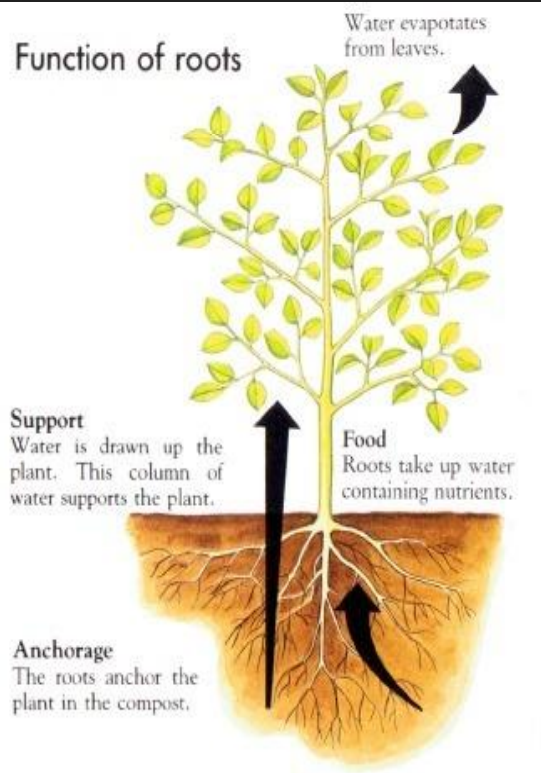 Function of roots
Water evapotates
from leaves.
Support
Water is drawn up the
plant. This column of
water supports the plant.
Food
Roots take up water
containing nutrients.
Anchorage
The roots anchor the
plant in the compost.